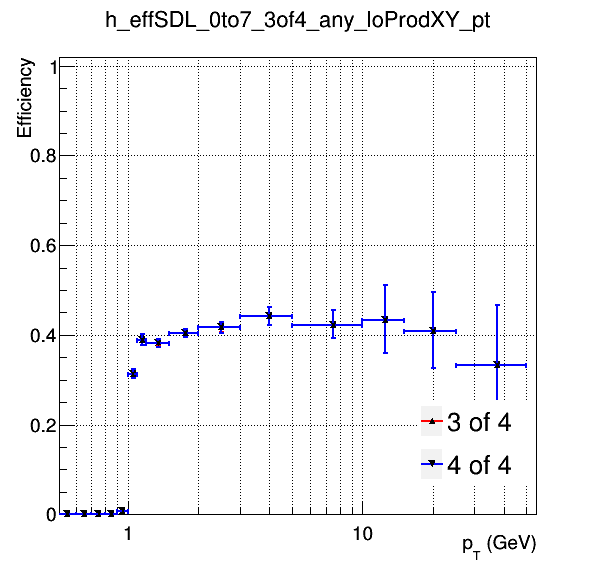 h_effSDL_0to7_3of4_any_loProdXY_pt
Efficiency
1
0.8
0.6
0.4
0.2
0
3 of 4
4 of 4
1
10
p_T (GeV)